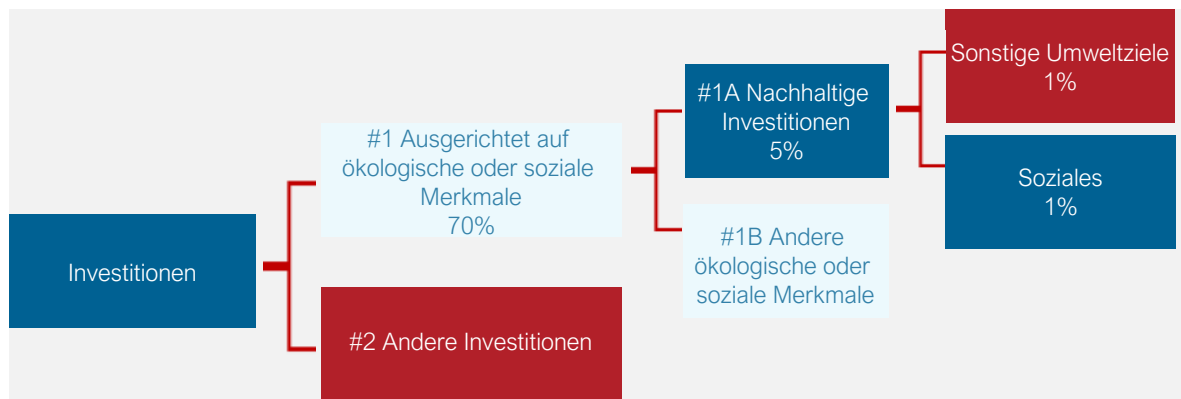 Investitionen
#1 Ausgerichtet auf
ökologische oder soziale
Merkmale
70%
#2 Andere Investitionen
#1A Nachhaltige
Investitionen
5%
#1B Andere
ökologische oder
soziale Merkmale
Sonstige Umweltziele
1%
Soziales
1%